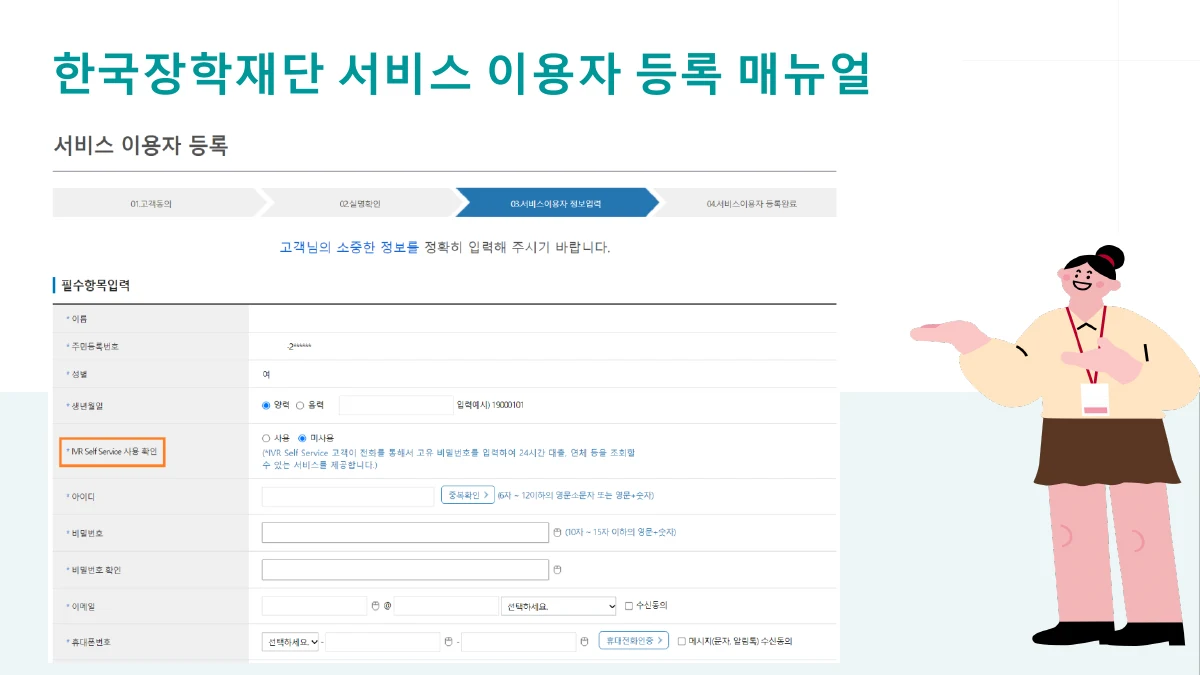 한국장학재단 서비스 이용자 등록 매뉴얼
서비스 이용자 등록
01.고객동의 02.실명확인 03.서비스이용자 정보입력 04.서비스이용자 등록완료
고객님의 소중한 정보를 정확히 입력해 주시기 바랍니다.
필수항목입력
* 이름
* 주민등록번호 -2******
* 성별 여
* 생년월일 양력 음력 입력예시) 19000101
* IVR Self Service 사용 확인 사용 미사용
(*IVR Self Service 고객이 전화를 통해서 고유 비밀번호를 입력하여 24시간 대출, 연체 등을 조회할
수 있는 서비스를 제공합니다.)
* 아이디 중복확인 > (6자 ~ 12이하의 영문소문자 또는 영문+숫자)
* 비밀번호 (10자 ~ 15자 이하의 영문+숫자)
* 비밀번호 확인
* 이메일 @ 선택하세요. 수신동의
* 휴대폰번호 선택하세요. - - 휴대전화인증 > 메시지(문자, 알림톡) 수신동의